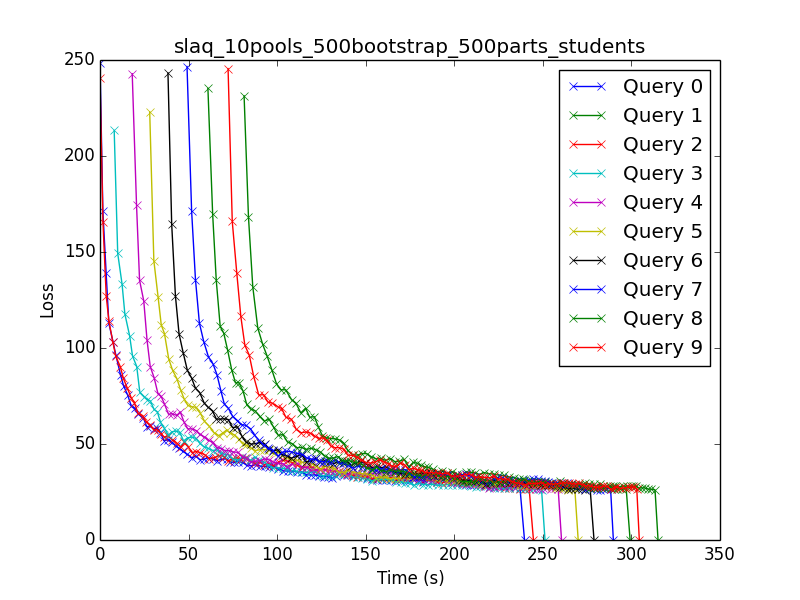 slaq_10pools_500bootstrap_500parts_students
250
200
150
100
50
0
Loss
0 50 100 150 200 250 300 350
Time (s)
Query 0
Query 1
Query 2
Query 3
Query 4
Query 5
Query 6
Query 7
Query 8
Query 9